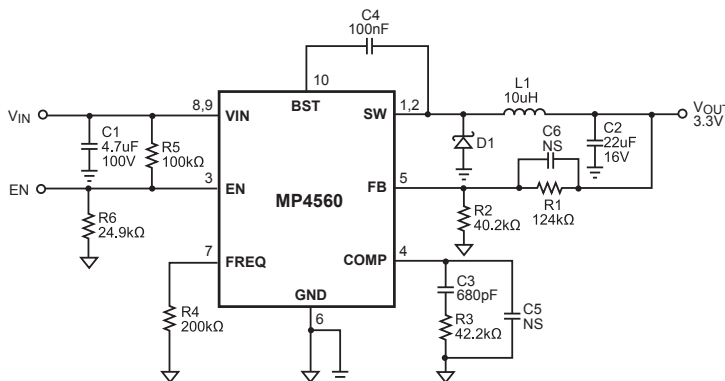 C4
100nF
10
BST
VIN
8,9
VIN
SW
1,2
L1
10uH
VOUT
3.3V
C1
4.7uF
100V
R5
100kΩ
D1
C6
NS
C2
22uF
16V
EN
3
EN
MP4560
FB
5
R1
124kΩ
R6
24.9kΩ
R2
40.2kΩ
7
FREQ
COMP
4
R4
200kΩ
GND
6
C3
680pF
R3
42.2kΩ
C5
NS